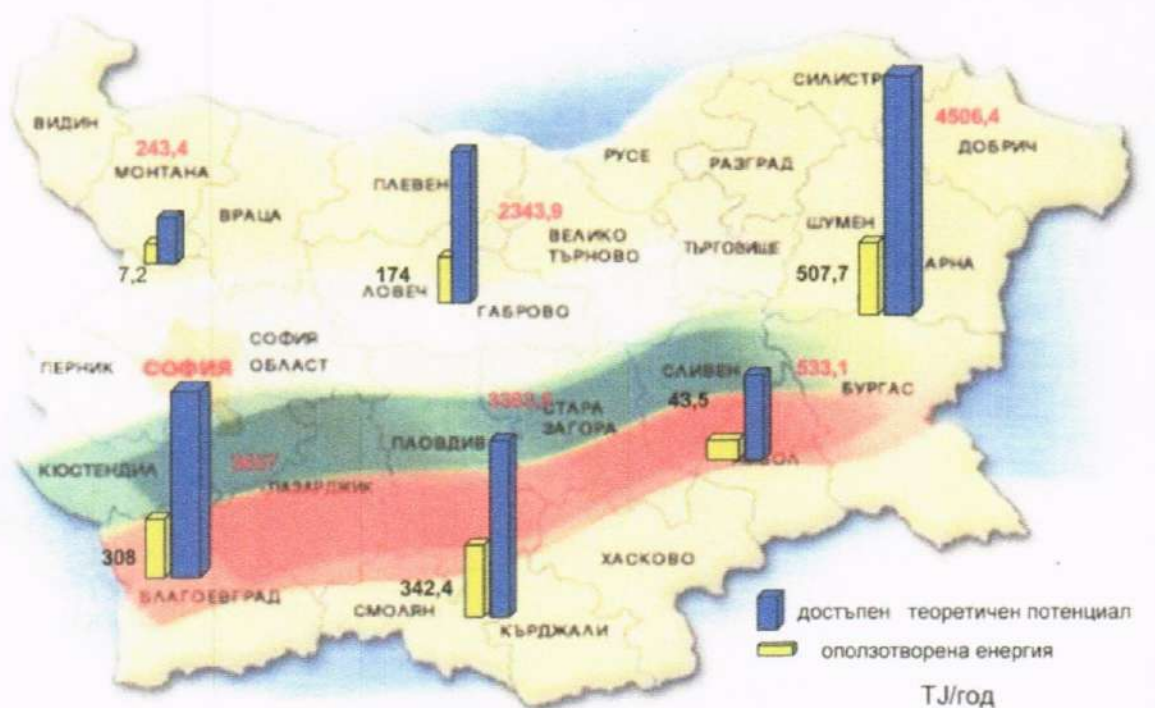 СИЛИСТР
ВИДИН
4506,4
ДОБРИЧ
243,4
МОНТАНА
РУСЕ
РАЗГРАД
ПЛЕВЕН
ВРАЦА
2343,9
ШУМЕН
ВЕЛИКО
ТЪРНОВО
ТЪРГОВИЩЕ
АРНА
7,2
174
507,7
ЛОВЕЧ
ГАБРОВО
СОФИЯ
ОБЛАСТ
ПЕРНИК
СОФИЯ
СЛИВЕН
533,1
БУРГАС
43,5
СТАРА
ЗАГОРА
ПЛОВДИВ
КЮСТЕНДИЛ
ПАЗАРДЖИК
308
ХАСКОВО
342,4
БЛАГОЕВГРАД
СМОЛЯН
КЪРДЖАЛИ
достъпен теоретичен потенциал
оползотворена енергия
TJ/год